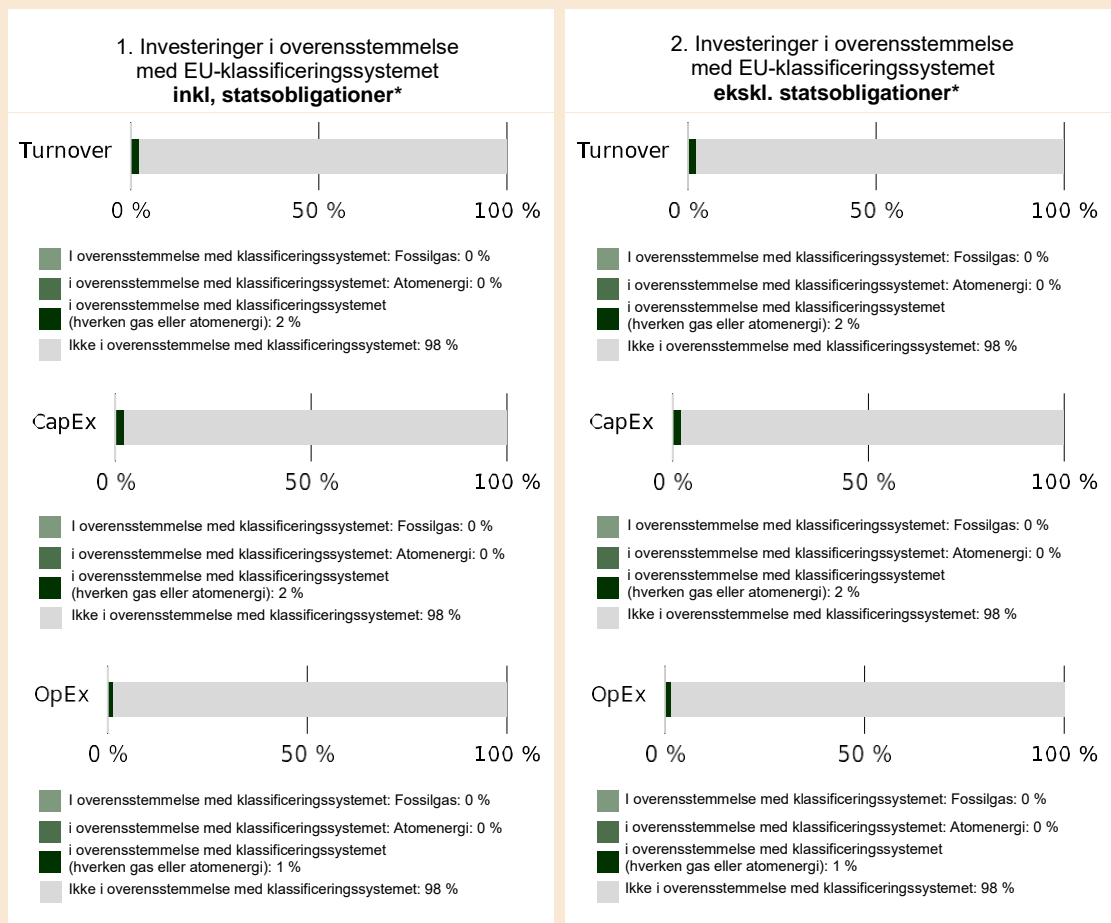 1. Investeringer i overensstemmelse
med EU-klassificeringssystemet
inkl, statsobligationer*
Turnover
0 %
50 %
100 %
I overensstemmelse med klassificeringssystemet: Fossilgas: 0 %
i overensstemmelse med klassificeringssystemet: Atomenergi: 0 %
i overensstemmelse med klassificeringssystemet
(hverken gas eller atomenergi): 2 %
Ikke i overensstemmelse med klassificeringssystemet: 98 %
CapEx
0 %
50 %
100 %
I overensstemmelse med klassificeringssystemet: Fossilgas: 0 %
i overensstemmelse med klassificeringssystemet: Atomenergi: 0 %
i overensstemmelse med klassificeringssystemet
(hverken gas eller atomenergi): 2 %
Ikke i overensstemmelse med klassificeringssystemet: 98 %
OpEx
0 %
50 %
100 %
I overensstemmelse med klassificeringssystemet: Fossilgas: 0 %
i overensstemmelse med klassificeringssystemet: Atomenergi: 0 %
i overensstemmelse med klassificeringssystemet
(hverken gas eller atomenergi): 1 %
Ikke i overensstemmelse med klassificeringssystemet: 98 %
2. Investeringer i overensstemmelse
med EU-klassificeringssystemet
ekskl. statsobligationer*
Turnover
0 %
50 %
100 %
I overensstemmelse med klassificeringssystemet: Fossilgas: 0 %
i overensstemmelse med klassificeringssystemet: Atomenergi: 0 %
i overensstemmelse med klassificeringssystemet
(hverken gas eller atomenergi): 2 %
Ikke i overensstemmelse med klassificeringssystemet: 98 %
CapEx
0 %
50 %
100 %
I overensstemmelse med klassificeringssystemet: Fossilgas: 0 %
i overensstemmelse med klassificeringssystemet: Atomenergi: 0 %
i overensstemmelse med klassificeringssystemet
(hverken gas eller atomenergi): 2 %
Ikke i overensstemmelse med klassificeringssystemet: 98 %
OpEx
0 %
50 %
100 %
I overensstemmelse med klassificeringssystemet: Fossilgas: 0 %
i overensstemmelse med klassificeringssystemet: Atomenergi: 0 %
i overensstemmelse med klassificeringssystemet
(hverken gas eller atomenergi): 1 %
Ikke i overensstemmelse med klassificeringssystemet: 98 %